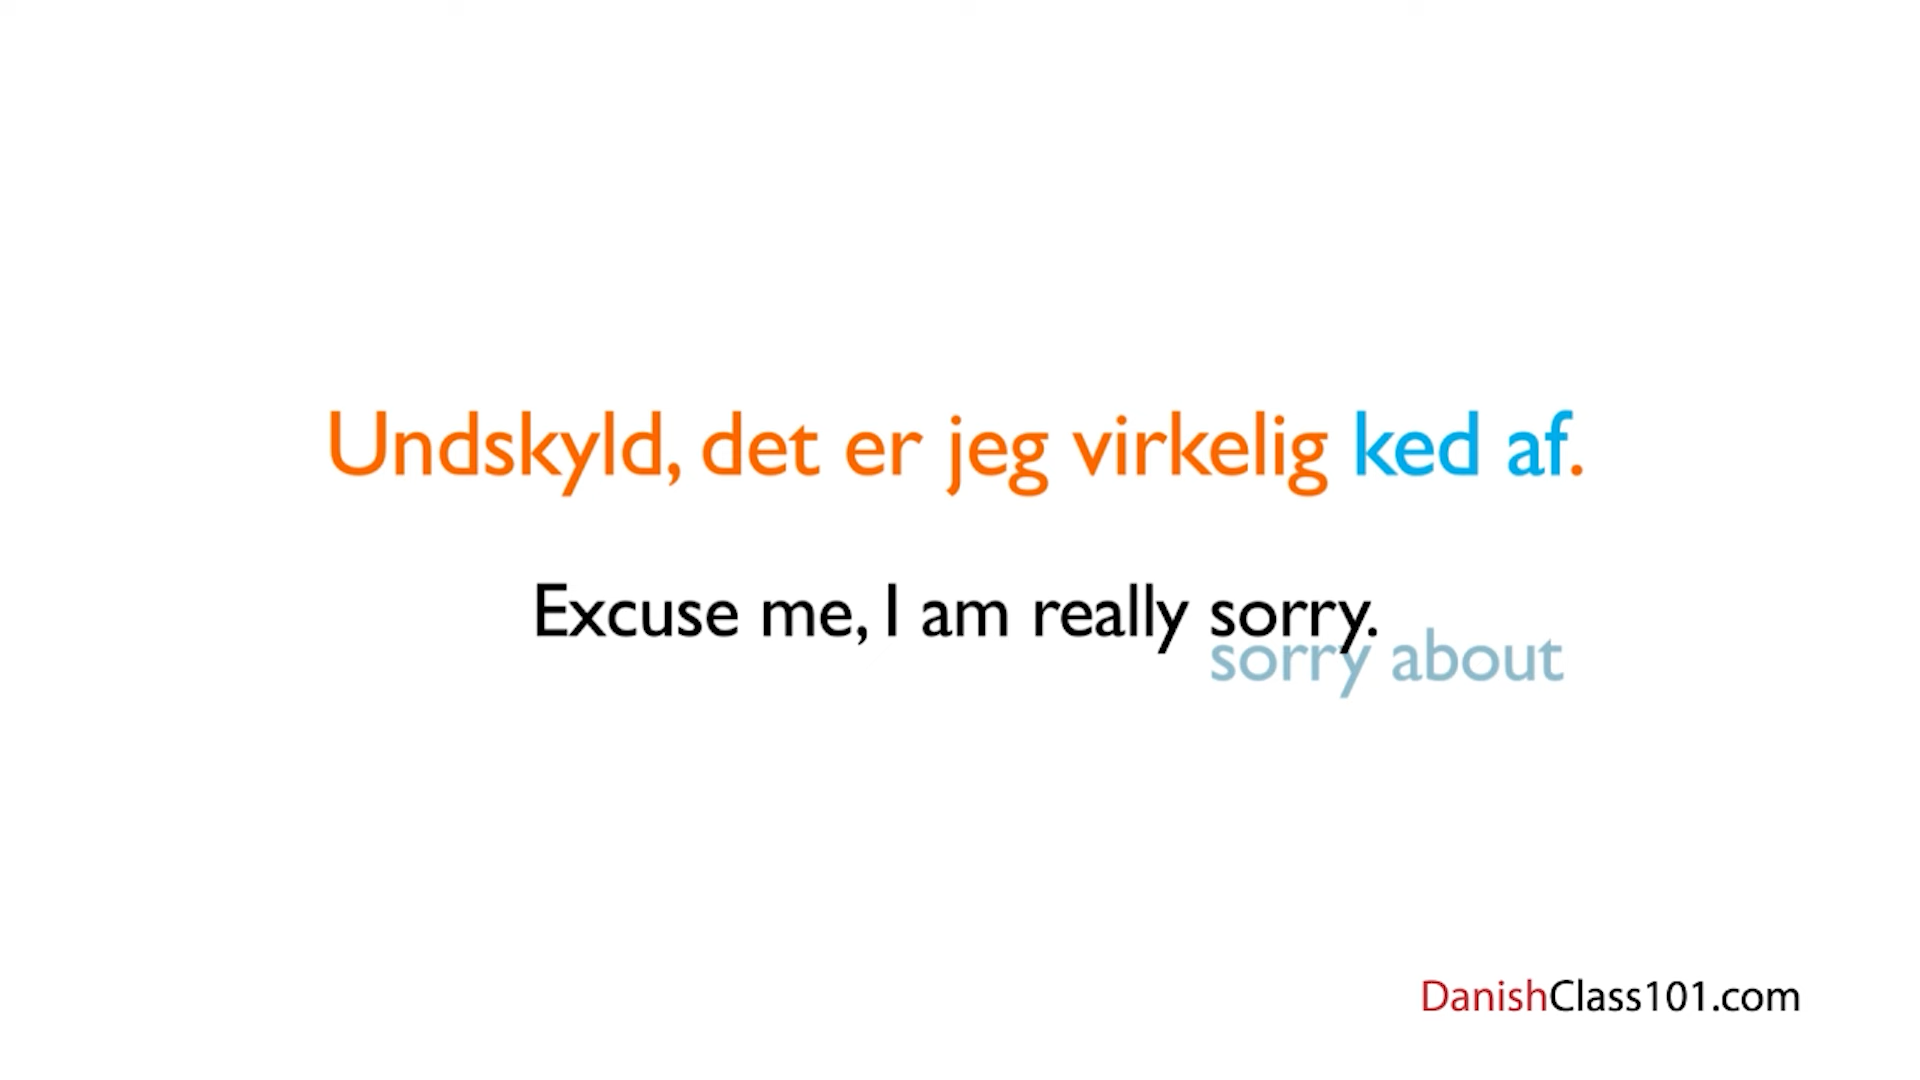 Undskyld, det er jeg virkelig ked af.
Excuse me, I am really sorry.
sorry about
DanishClass101.com